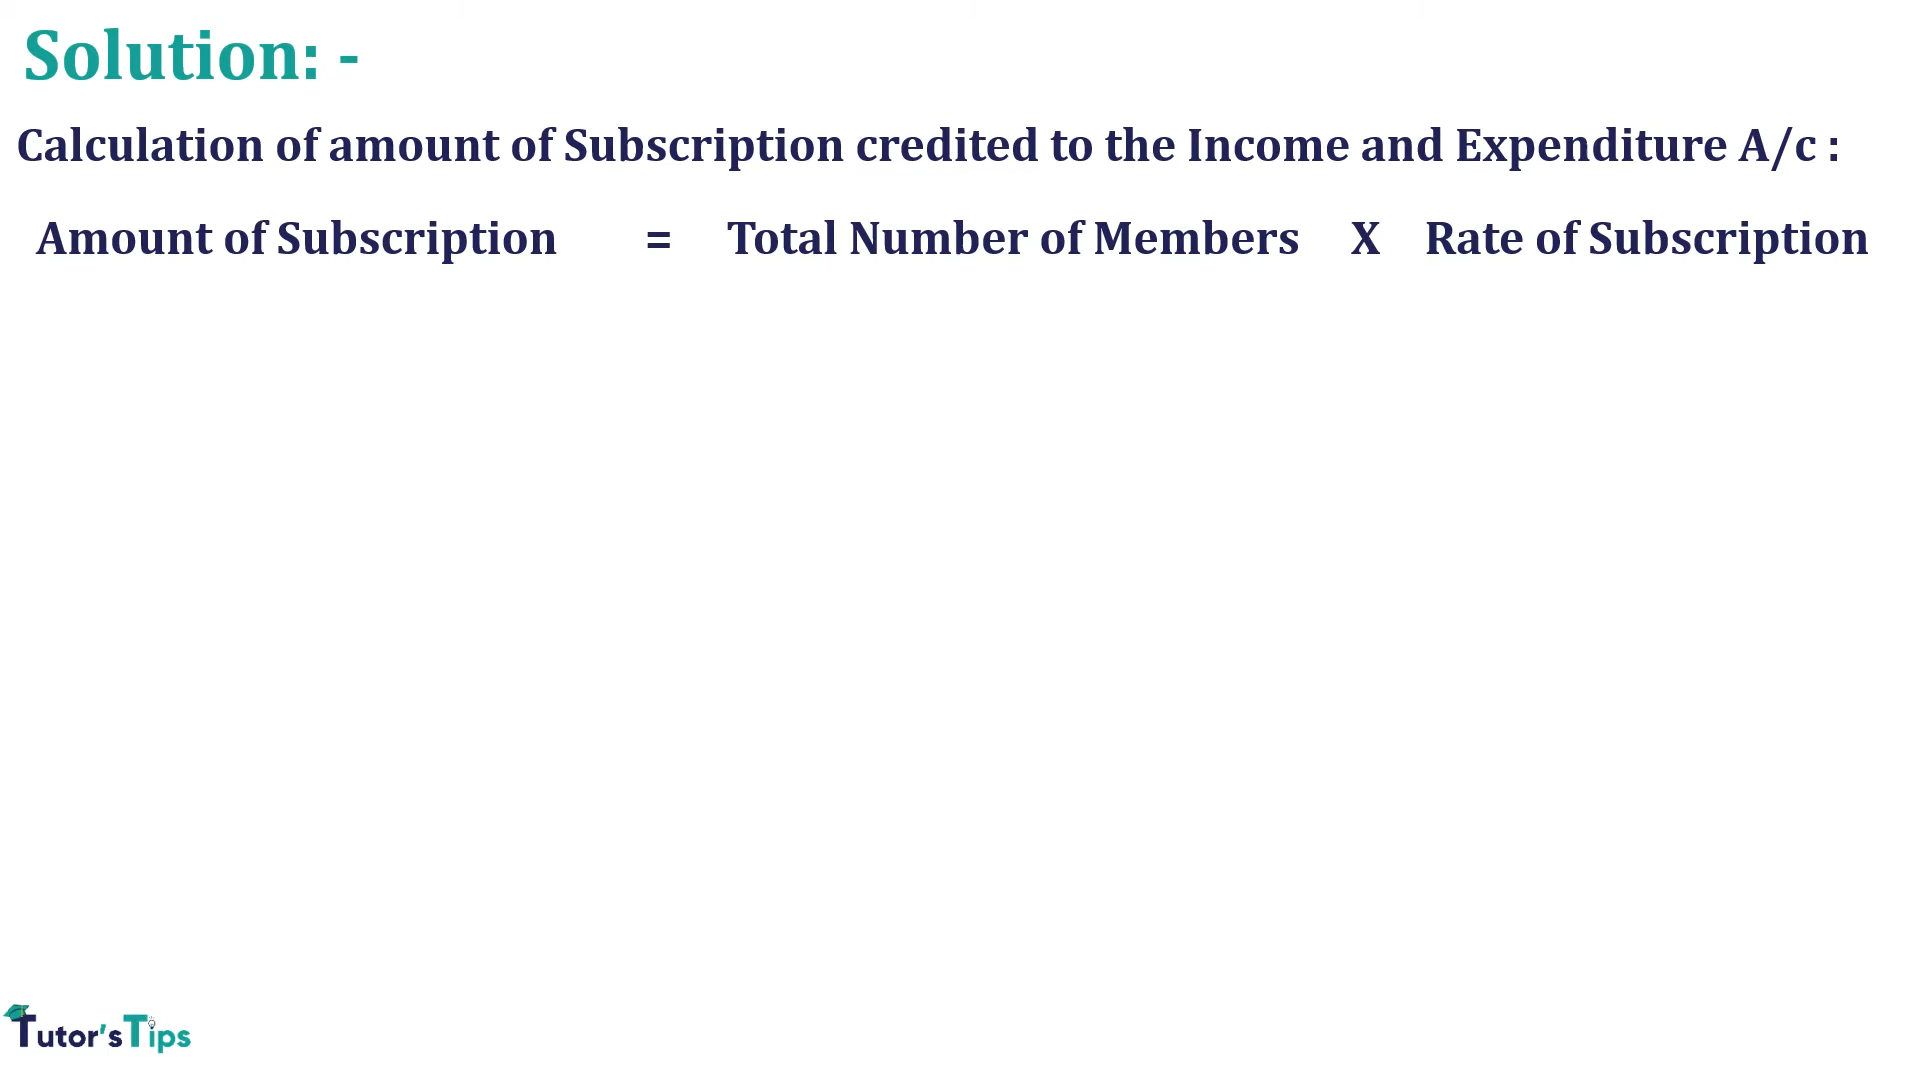 Solution: -
Calculation of amount of Subscription credited to the Income and Expenditure A/c :
Amount of Subscription = Total Number of Members X Rate of Subscription
Tutor'sTips